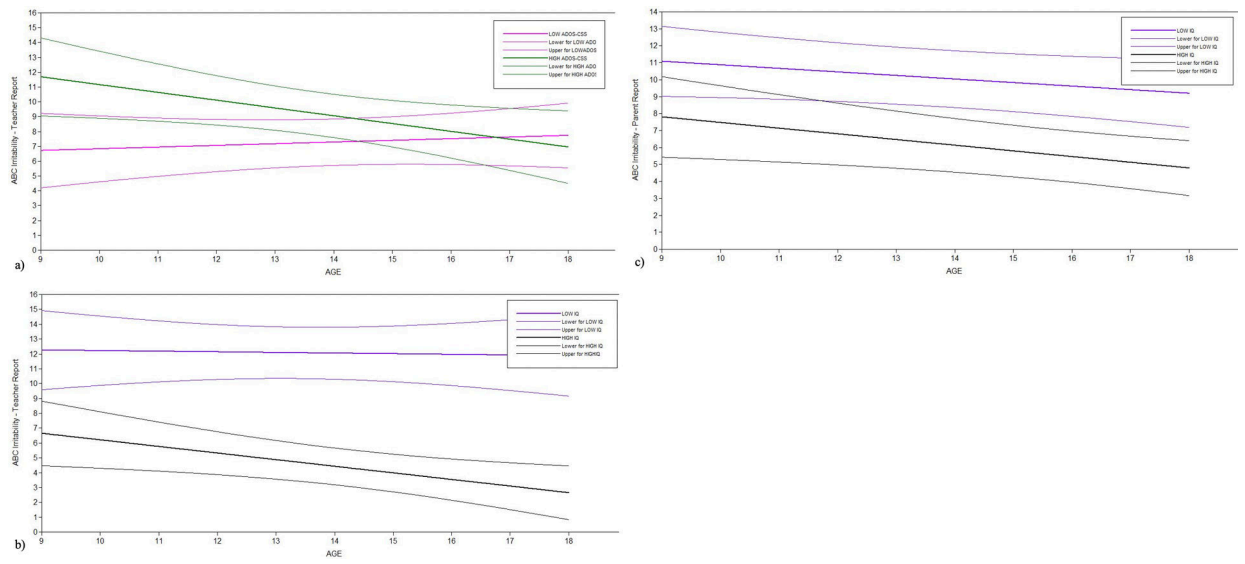 16
15
14
13
12
11
10
9
8
7
6
5
4
3
2
1
0
ABC Irritability - Teacher Report
LOW ADOS-CSS
Lower for LOW ADO
Upper for LOWADOS
HIGH ADOS-CSS
Lower for HIGH ADO
Upper for HIGH ADO
9 10 11 12 13 14 15 16 17 18
AGE
a)
14
13
12
11
10
9
8
7
6
5
4
3
2
1
0
ABC Irritability - Parent Report
LOW IQ
Lower for LOW IQ
Upper for LOW IQ
HIGH IQ
Lower for HIGH IQ
Upper for HIGH IQ
9 10 11 12 13 14 15 16 17 18
AGE
c)
16
15
14
13
12
11
10
9
8
7
6
5
4
3
2
1
0
ABC Irritability - Teacher Report
LOW IQ
Lower for LOW IQ
Upper for LOW IQ
HIGH IQ
Lower for HIGH IQ
Upper for HIGHIQ
9 10 11 12 13 14 15 16 17 18
AGE
b)